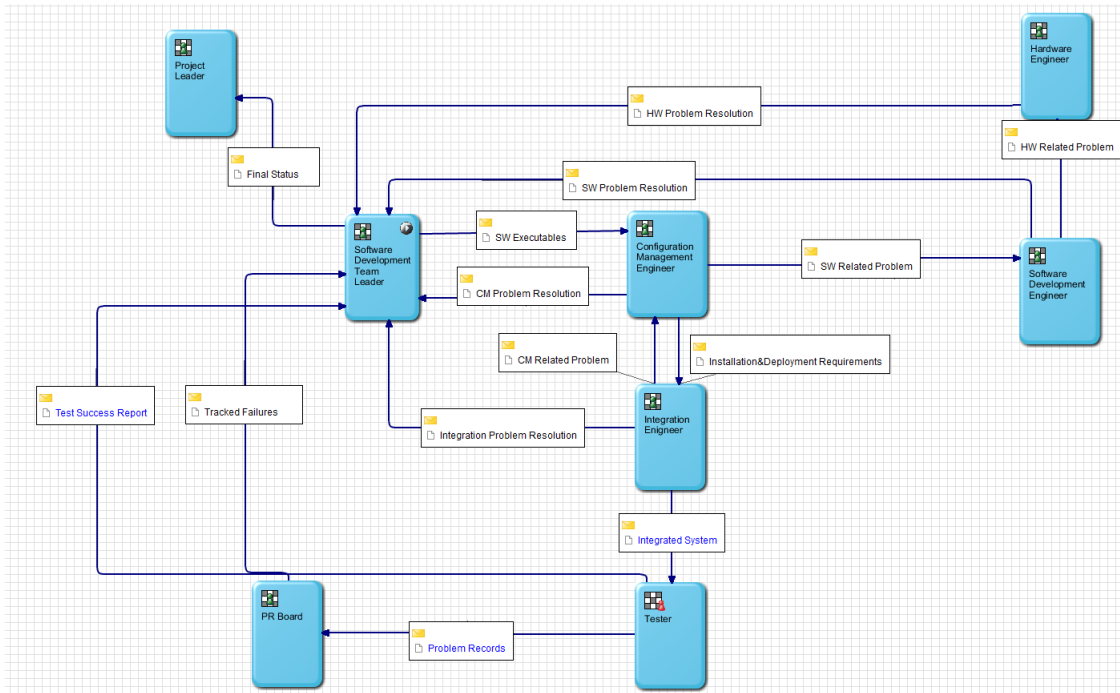 Project
Leader
Hardware
Engineer
HW Problem Resolution
HW Related Problem
Final Status
SW Problem Resolution
Software
Development
Team
Leader
SW Executables
Configuration
Management
Engineer
SW Related Problem
Software
Development
Engineer
CM Problem Resolution
CM Related Problem
Installation&Deployment Requirements
Test Success Report
Tracked Failures
Integration Problem Resolution
Integration
Enigneer
Integrated System
PR Board
Problem Records
Tester